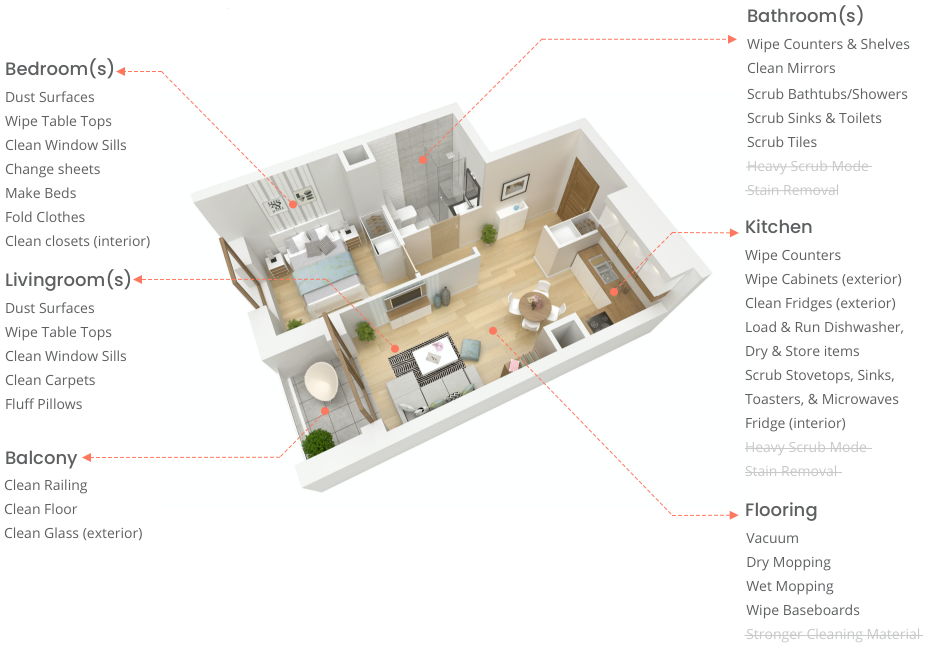 Bedroom(s)
Dust Surfaces
Wipe Table Tops
Clean Window Sills
Change sheets
Make Beds
Fold Clothes
Clean closets (interior)
Livingroom(s)
Dust Surfaces
Wipe Table Tops
Clean Window Sills
Clean Carpets
Fluff Pillows
Balcony
Clean Railing
Clean Floor
Clean Glass (exterior)
Bathroom(s)
Wipe Counters & Shelves
Clean Mirrors
Scrub Bathtubs/Showers
Scrub Sinks & Toilets
Scrub Tiles
Heavy Scrub Mode
Stain Removal
Kitchen
Wipe Counters
Wipe Cabinets (exterior)
Clean Fridges (exterior)
Load & Run Dishwasher,
Dry & Store items
Scrub Stovetops, Sinks,
Toasters, & Microwaves
Fridge (interior)
Heavy Scrub Mode
Stain Removal
Flooring
Vacuum
Dry Mopping
Wet Mopping
Wipe Baseboards
Stronger Cleaning Material